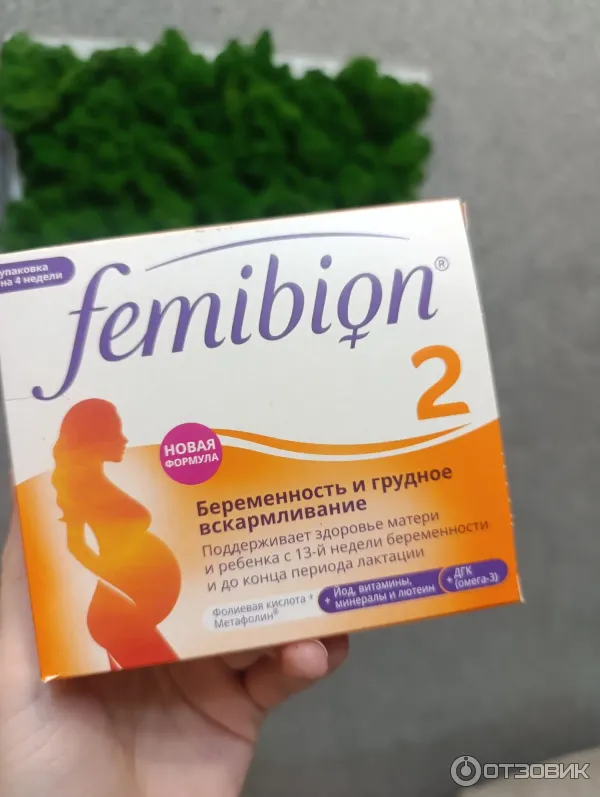 упаковка
на 4 недели
femibion®
2
НОВАЯ
ФОРМУЛА
Беременность и грудное
вскармливание
Поддерживает здоровье матери
и ребенка с 13-й недели беременности
и до конца периода лактации
Фолиевая кислота +
Метафолин®
+ Йод, витамины,
минералы и лютеин
+ ДГК
(омега-3)
ОТЗОВИК